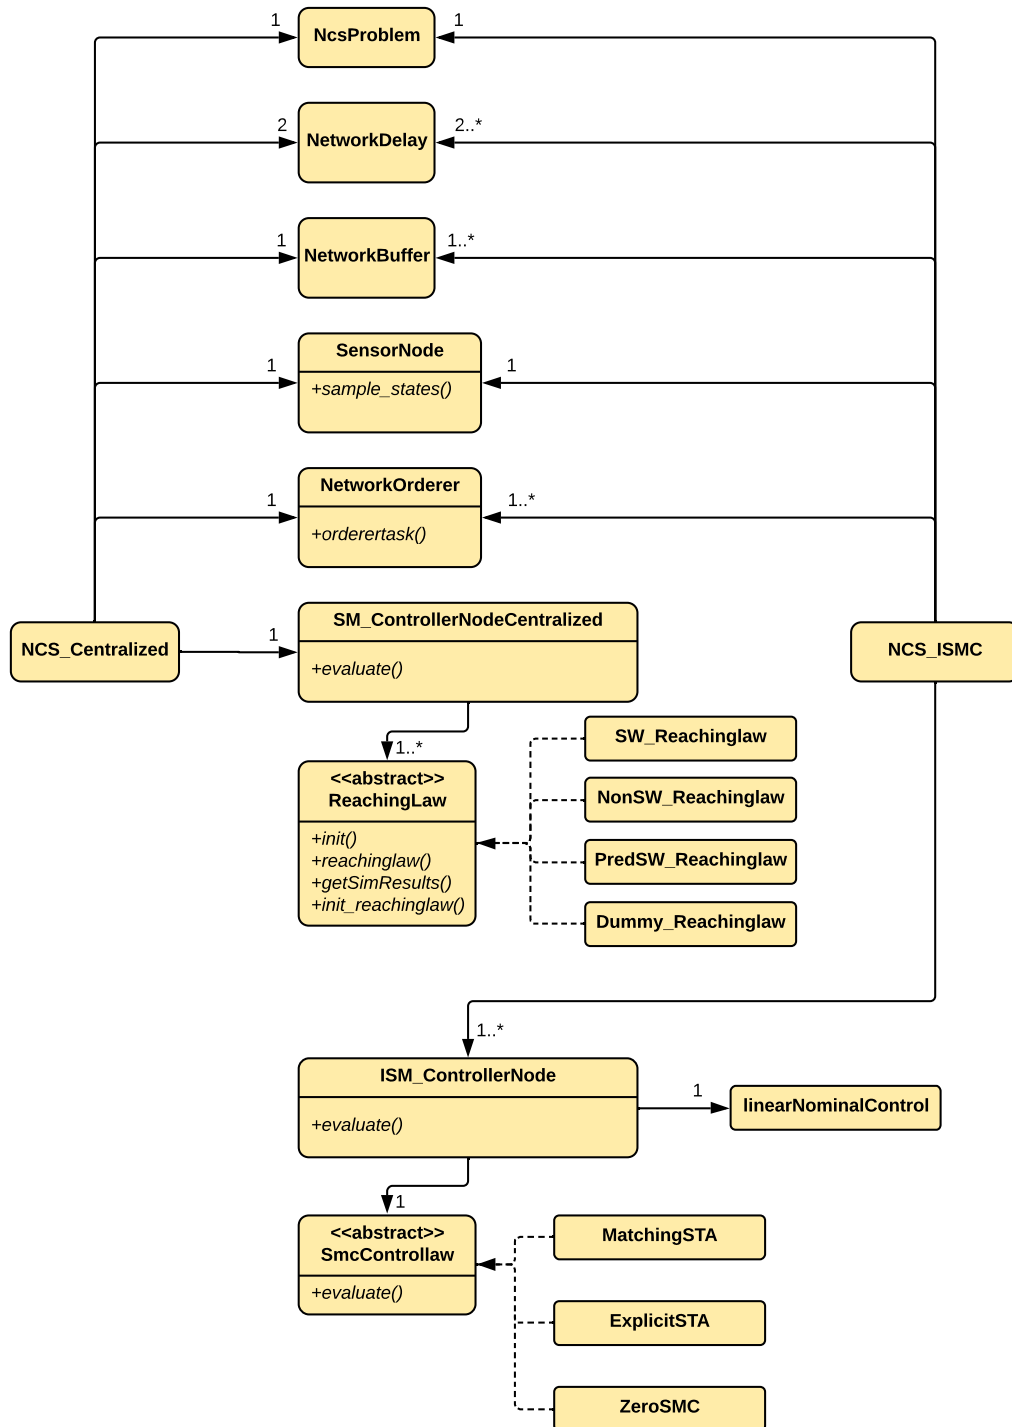 1
NcsProblem
1
2
NetworkDelay
2..*
1
NetworkBuffer
1..*
1
SensorNode
+sample_states()
1
1
NetworkOrderer
+orderertask()
1..*
NCS_Centralized
1
SM_ControllerNodeCentralized
+evaluate()
NCS_ISMC
1..*
<<abstract>>
ReachingLaw
+init()
+reachinglaw()
+getSimResults()
+init_reachinglaw()
SW_Reachinglaw
NonSW_Reachinglaw
PredSW_Reachinglaw
Dummy_Reachinglaw
1..*
ISM_ControllerNode
+evaluate()
1
linearNominalControl
1
<<abstract>>
SmcControllaw
+evaluate()
MatchingSTA
ExplicitSTA
ZeroSMC